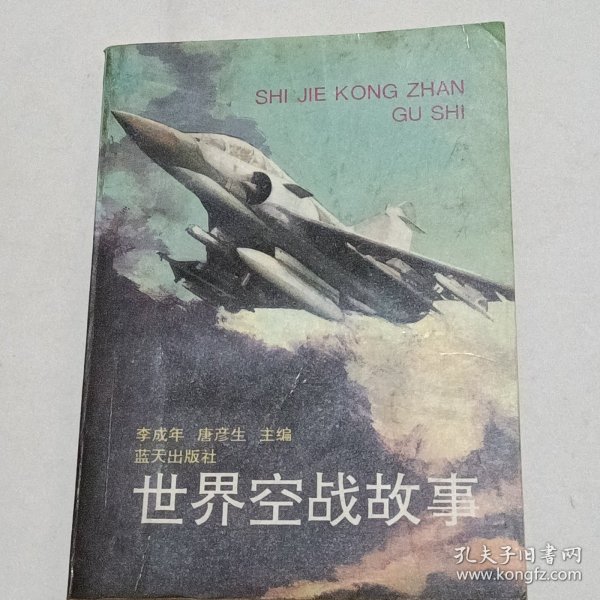 SHI JIE KONG ZHAN
GU SHI
李成年 唐彦生 主编
蓝天出版社
世界空战故事
孔夫子旧书网
www.kongfz.com